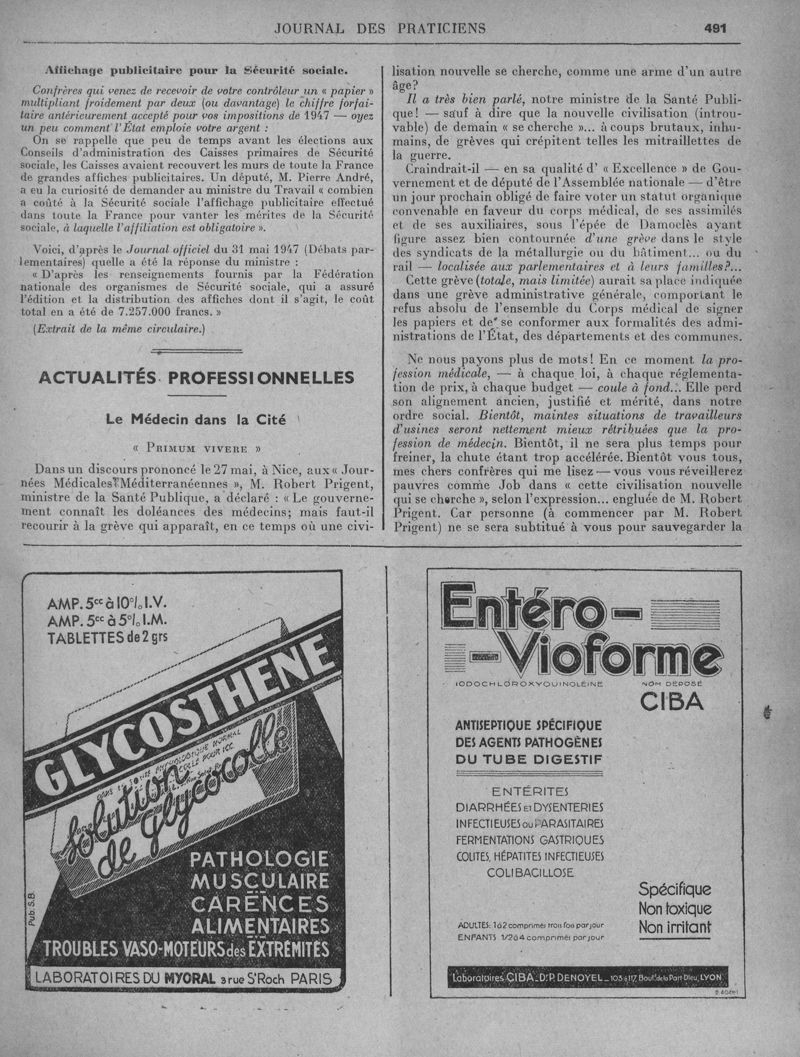 JOURNAL DES PRATICIENS 491
Affichage publicitaire pour la Sécurité sociale.
Confrères qui venez de recevoir de votre contrôleur un « papier »
multipliant froidement par deux (ou davantage) le chiffre forfai-
taire antérieurement accepté pour vos impositions de 1947 — oyez
un peu comment l'État emploie votre argent :
On se rappelle que peu de temps avant les élections aux
Conseils d'administration des Caisses primaires de Sécurité
sociale, les Caisses avaient recouvert les murs de toute la France
de grandes affiches publicitaires. Un député, M. Pierre André,
a eu la curiosité de demander au ministre du Travail « combien
a coûté à la Sécurité sociale l'affichage publicitaire effectué
dans toute la France pour vanter les mérites de la Sécurité
sociale, à laquelle l'affiliation est obligatoire ».
Voici, d'après le Journal officiel du 31 mai 1947 (Débats par-
lementaires) quelle a été la réponse du ministre :
« D'après les renseignements fournis par la Fédération
nationale des organismes de Sécurité sociale, qui a assuré
l'édition et la distribution des affiches dont il s'agit, le coût
total en a été de 7.257.000 francs. »
(Extrait de la même circulaire.)
ACTUALITÉS PROFESSIONNELLES
Le Médecin dans la Cité
« PRIMUM VIVERE »
Dans un discours prononcé le 27 mai, à Nice, aux « Jour-
nées Médicales Méditerranéennes », M. Robert Prigent,
ministre de la Santé Publique, a déclaré : « Le gouverne-
ment connaît les doléances des médecins; mais faut-il
recourir à la grève qui apparaît, en ce temps où une civi-
lisation nouvelle se cherche, comme une arme d'un autre
âge?
Il a très bien parlé, notre ministre de la Santé Publi-
que! — sauf à dire que la nouvelle civilisation (introu-
vable) de demain « se cherche »... à coups brutaux, inhu-
mains, de grèves qui crépitent telles les mitraillettes de
la guerre.
Craindrait-il — en sa qualité d' « Excellence » de Gou-
vernement et de député de l'Assemblée nationale — d'être
un jour prochain obligé de faire voter un statut organique
convenable en faveur du corps médical, de ses assimilés
et de ses auxiliaires, sous l'épée de Damoclès ayant
figure assez bien contournée d'une grève dans le style
des syndicats de la métallurgie ou du bâtiment... ou du
rail — localisée aux parlementaires et à leurs familles?...
Cette grève (totale, mais limitée) aurait sa place indiquée
dans une grève administrative générale, comportant le
refus absolu de l'ensemble du Corps médical de signer
les papiers et de se conformer aux formalités des admi-
nistrations de l'État, des départements et des communes.
Ne nous payons plus de mots! En ce moment la pro-
fession médicale, — à chaque loi, à chaque réglementa-
tion de prix, à chaque budget — coule à fond... Elle perd
son alignement ancien, justifié et mérité, dans notre
ordre social. Bientôt, maintes situations de travailleurs
d'usines seront nettement mieux rétribuées que la pro-
fession de médecin. Bientôt, il ne sera plus temps pour
freiner, la chute étant trop accélérée. Bientôt vous tous,
mes chers confrères qui me lisez — vous vous réveillerez
pauvres comme Job dans « cette civilisation nouvelle
qui se cherche », selon l'expression... engluée de M. Robert
Prigent. Car personne (à commencer par M. Robert
Prigent) ne se sera subtitué à vous pour sauvegarder la
AMP. 5cc à 10% I.V.
AMP. 5cc à 5% I.M.
TABLETTES de 2 grs
GLYCOSTHÈNE
Solution
de glycocolle
PATHOLOGIE
MUSCULAIRE
CARENCES
ALIMENTAIRES
TROUBLES VASO-MOTEURS des EXTRÉMITÉS
Pub. S.B.
LABORATOIRES DU MYORAL 3 rue St Roch PARIS
Entéro-
Vioforme
IODOCHLOROXYQUINOLÉINE NOM DÉPOSÉ
CIBA
ANTISEPTIQUE SPÉCIFIQUE
DES AGENTS PATHOGÈNES
DU TUBE DIGESTIF
ENTÉRITES
DIARRHÉES ET DYSENTERIES
INFECTIEUSES OU PARASITAIRES
FERMENTATIONS GASTRIQUES
COLITES, HÉPATITES INFECTIEUSES
COLIBACILLOSE
Spécifique
Non toxique
Non irritant
ADULTES: 1 à 2 comprimés trois fois par jour
ENFANTS 1/2 à 4 comprimés par jour
Laboratoires CIBA. Dr. P. DENOYEL _ 103 à 117, Bould de la Part-Dieu, LYON